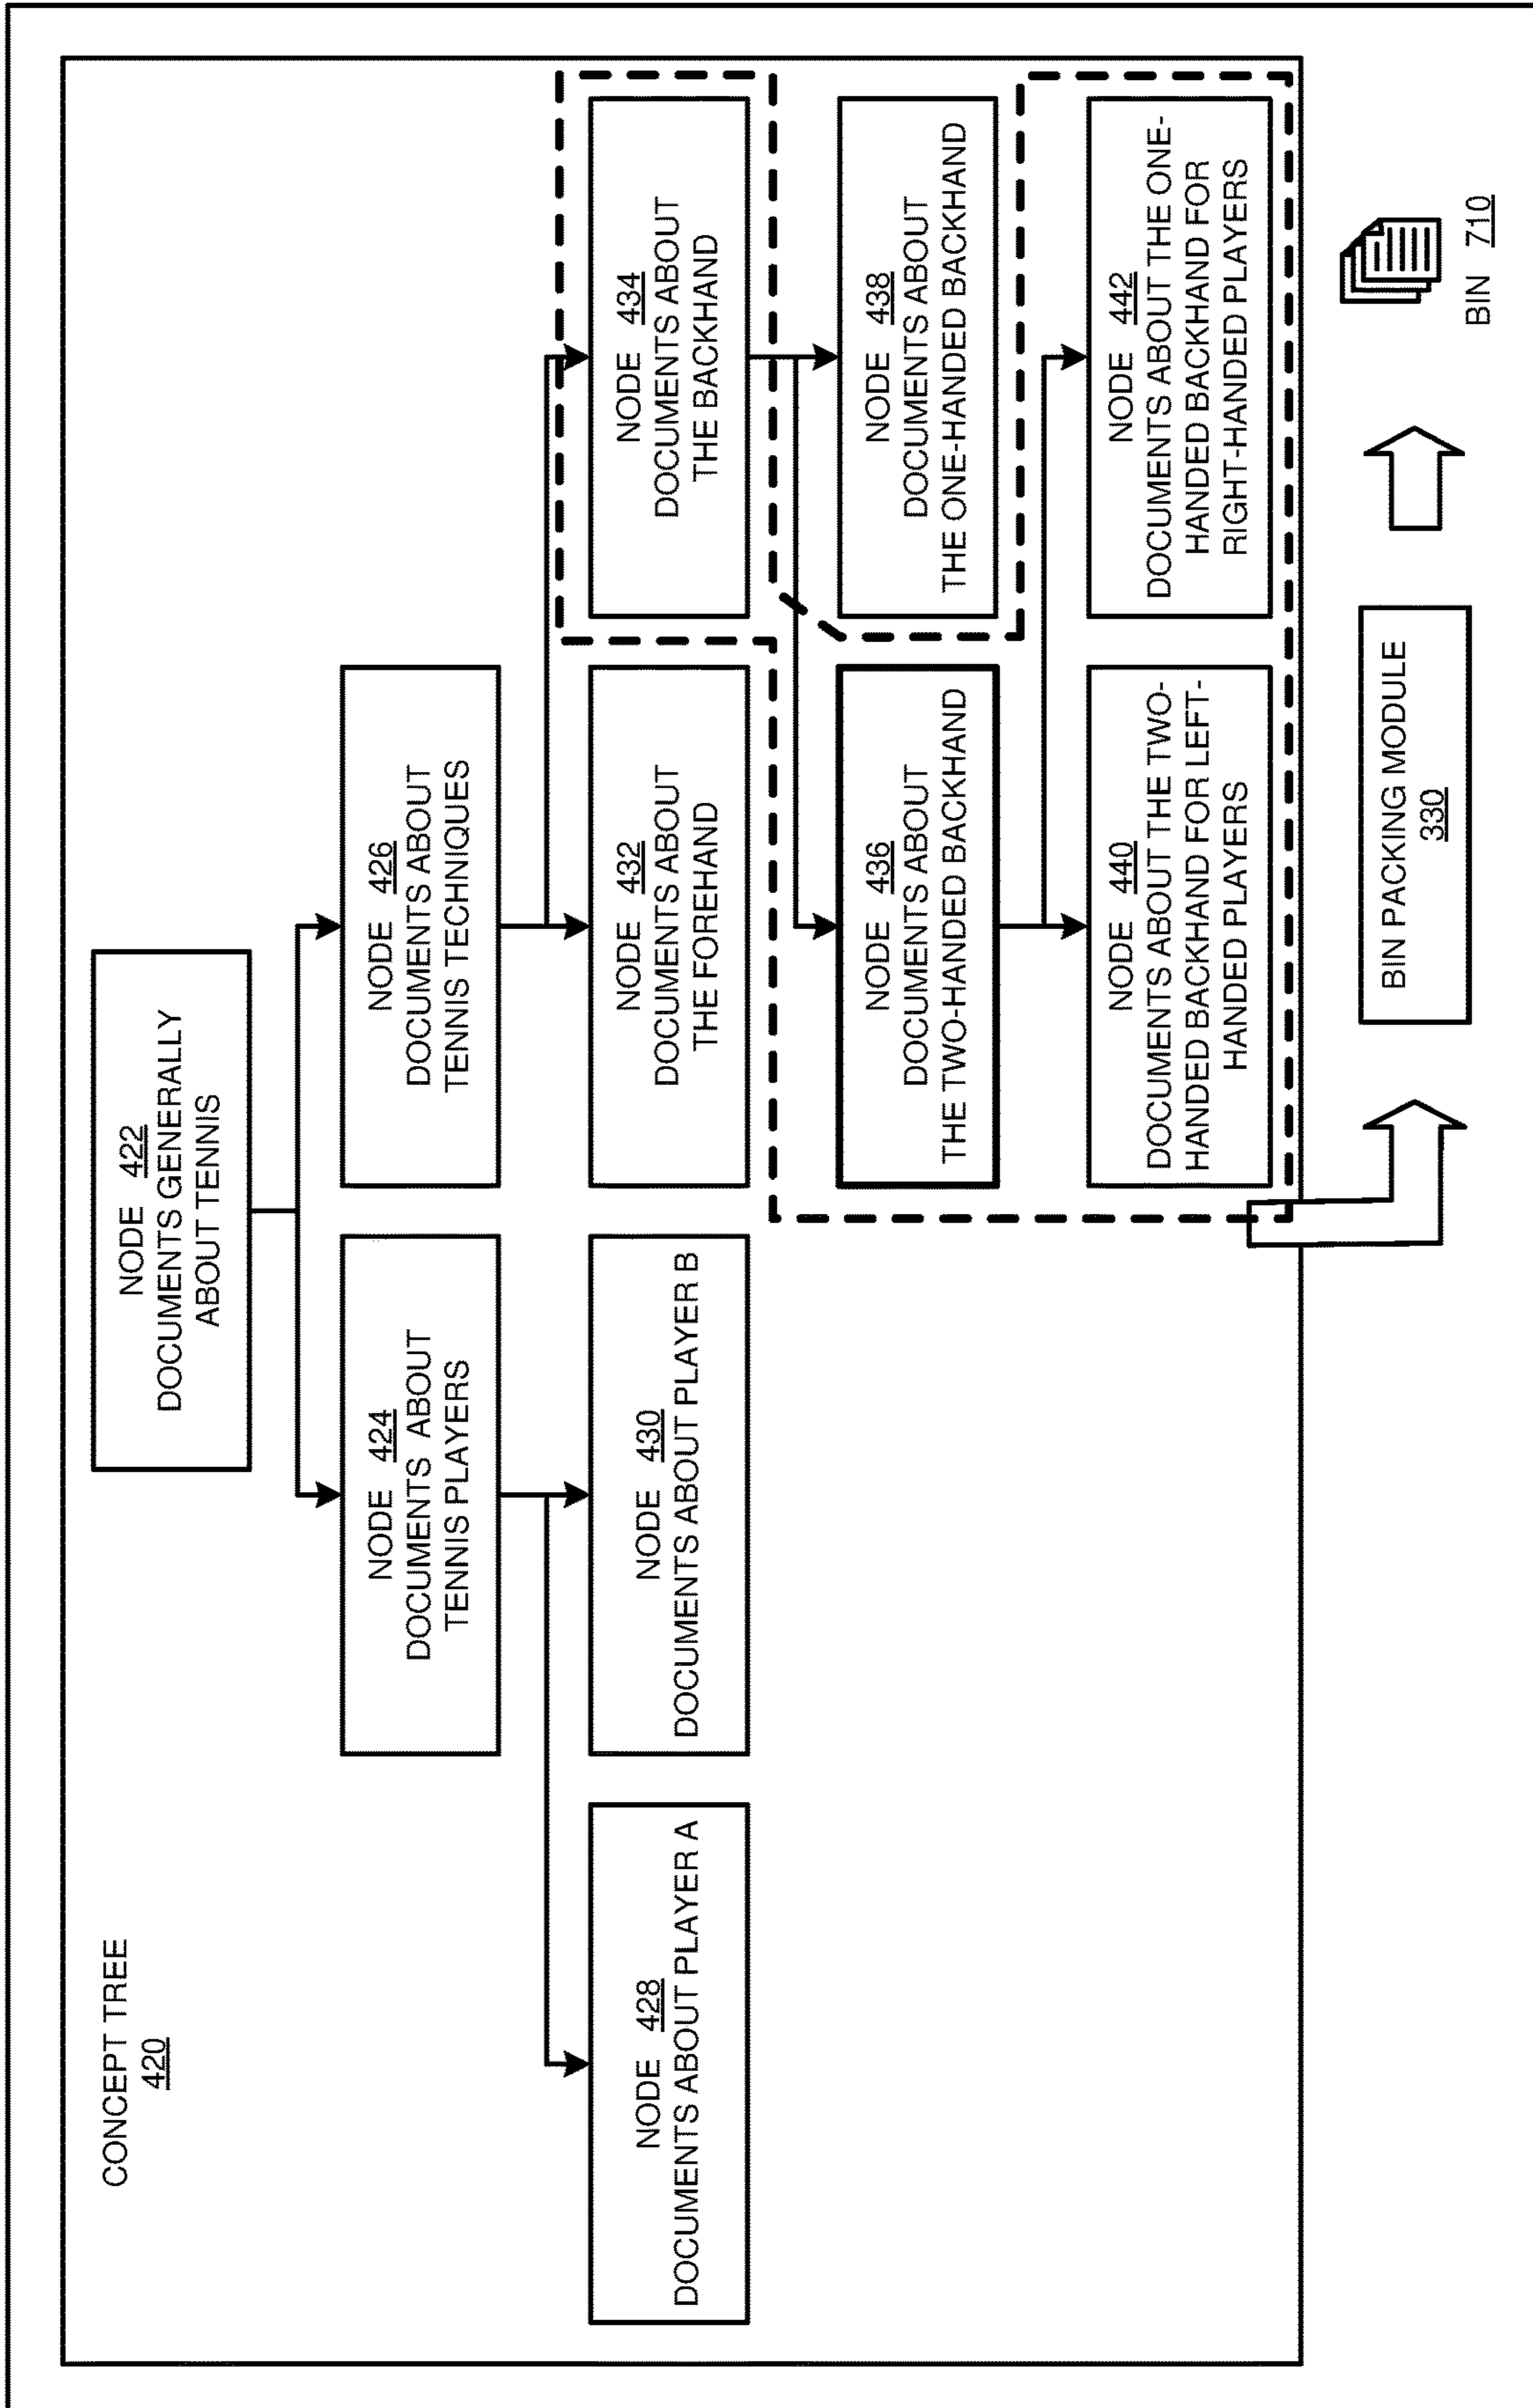 CONCEPT TREE
420
NODE 422
DOCUMENTS GENERALLY
ABOUT TENNIS
NODE 424
DOCUMENTS ABOUT
TENNIS PLAYERS
NODE 426
DOCUMENTS ABOUT
TENNIS TECHNIQUES
NODE 428
DOCUMENTS ABOUT PLAYER A
NODE 430
DOCUMENTS ABOUT PLAYER B
NODE 432
DOCUMENTS ABOUT
THE FOREHAND
NODE 434
DOCUMENTS ABOUT
THE BACKHAND
NODE 436
DOCUMENTS ABOUT
THE TWO-HANDED BACKHAND
NODE 438
DOCUMENTS ABOUT
THE ONE-HANDED BACKHAND
NODE 440
DOCUMENTS ABOUT THE TWO-
HANDED BACKHAND FOR LEFT-
HANDED PLAYERS
NODE 442
DOCUMENTS ABOUT THE ONE-
HANDED BACKHAND FOR
RIGHT-HANDED PLAYERS
BIN PACKING MODULE
330
BIN 710